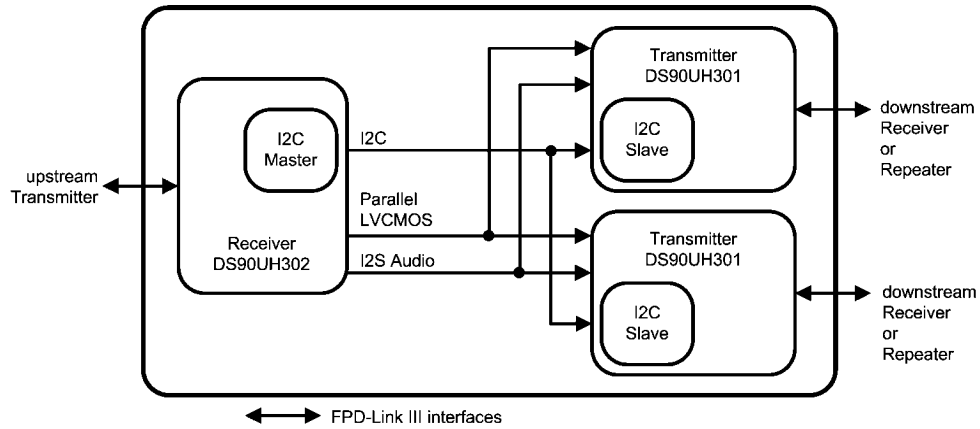 upstream
Transmitter
I2C
Master
Receiver
DS90UH302
I2C
Parallel
LVCMOS
I2S Audio
Transmitter
DS90UH301
I2C
Slave
downstream
Receiver
or
Repeater
Transmitter
DS90UH301
I2C
Slave
downstream
Receiver
or
Repeater
FPD-Link III interfaces